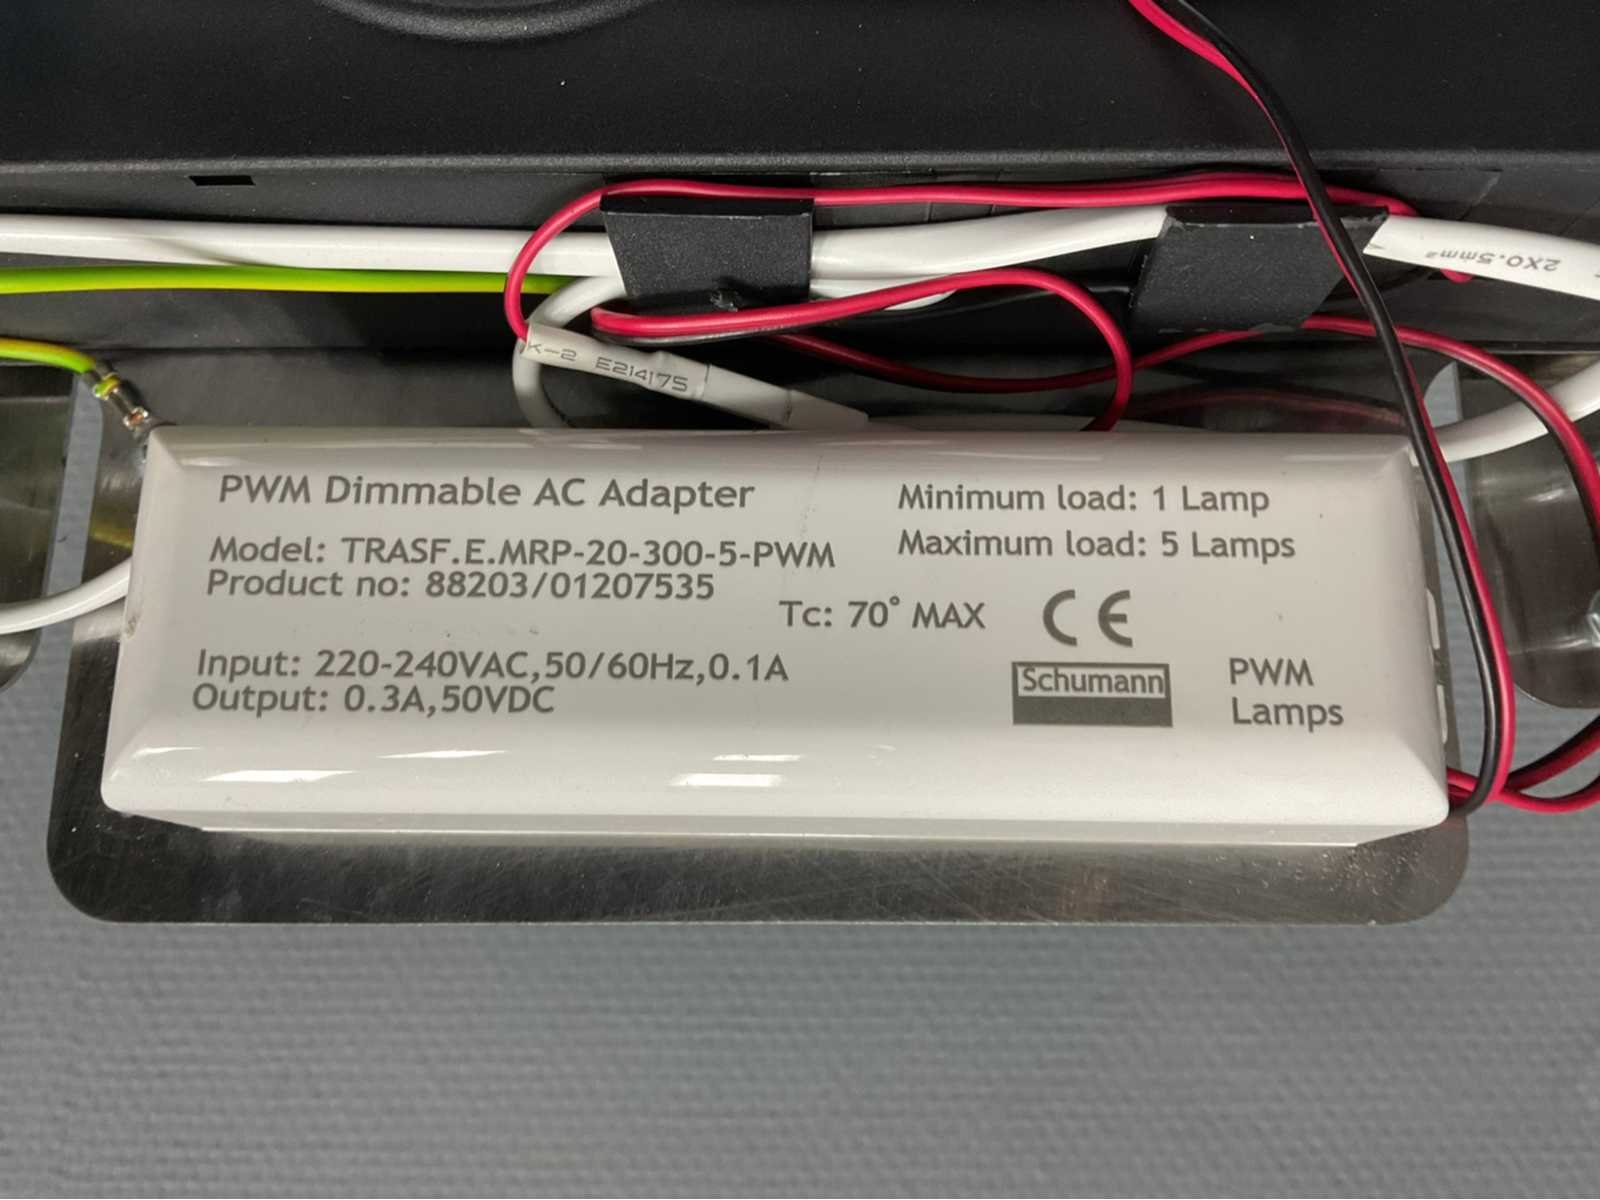 2X0.5mm²
K-2 E214175
PWM Dimmable AC Adapter
Model: TRASF.E.MRP-20-300-5-PWM
Product no: 88203/01207535
Input: 220-240VAC,50/60Hz,0.1A
Output: 0.3A,50VDC
Minimum load: 1 Lamp
Maximum load: 5 Lamps
Tc: 70° MAX
CE
Schumann
PWM
Lamps